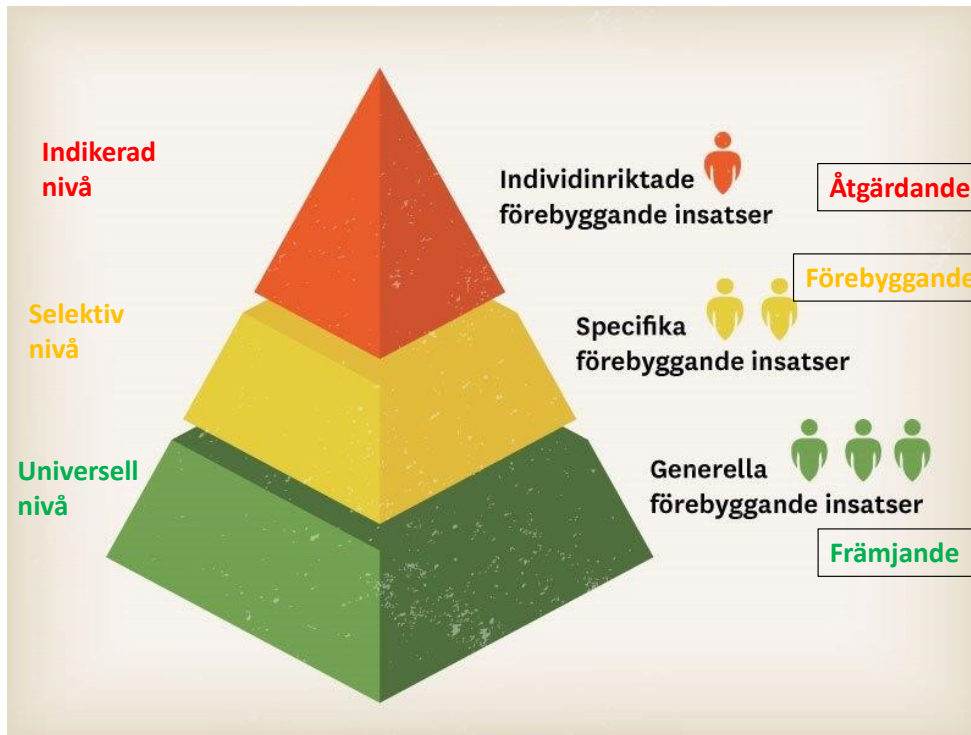 Indikerad
nivå
Individinriktade
förebyggande insatser
Åtgärdande
Förebyggande
Selektiv
nivå
Specifika
förebyggande insatser
Universell
nivå
Generella
förebyggande insatser
Främjande